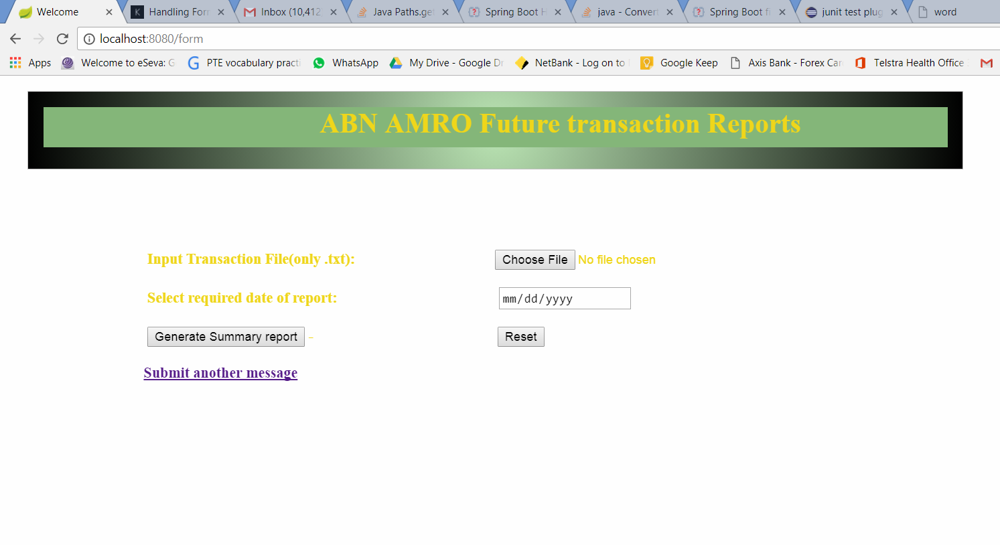 Welcome Handling Forr Inbox (10,412 Java Paths.get Spring Boot H java - Convert Spring Boot fi junit test plug word
localhost:8080/form
Apps Welcome to eSeva: G PTE vocabulary practi WhatsApp My Drive - Google Dr NetBank - Log on to Google Keep Axis Bank - Forex Car Telstra Health Office
ABN AMRO Future transaction Reports
Input Transaction File(only .txt): Choose File No file chosen
Select required date of report: mm/dd/yyyy
Generate Summary report Reset
Submit another message